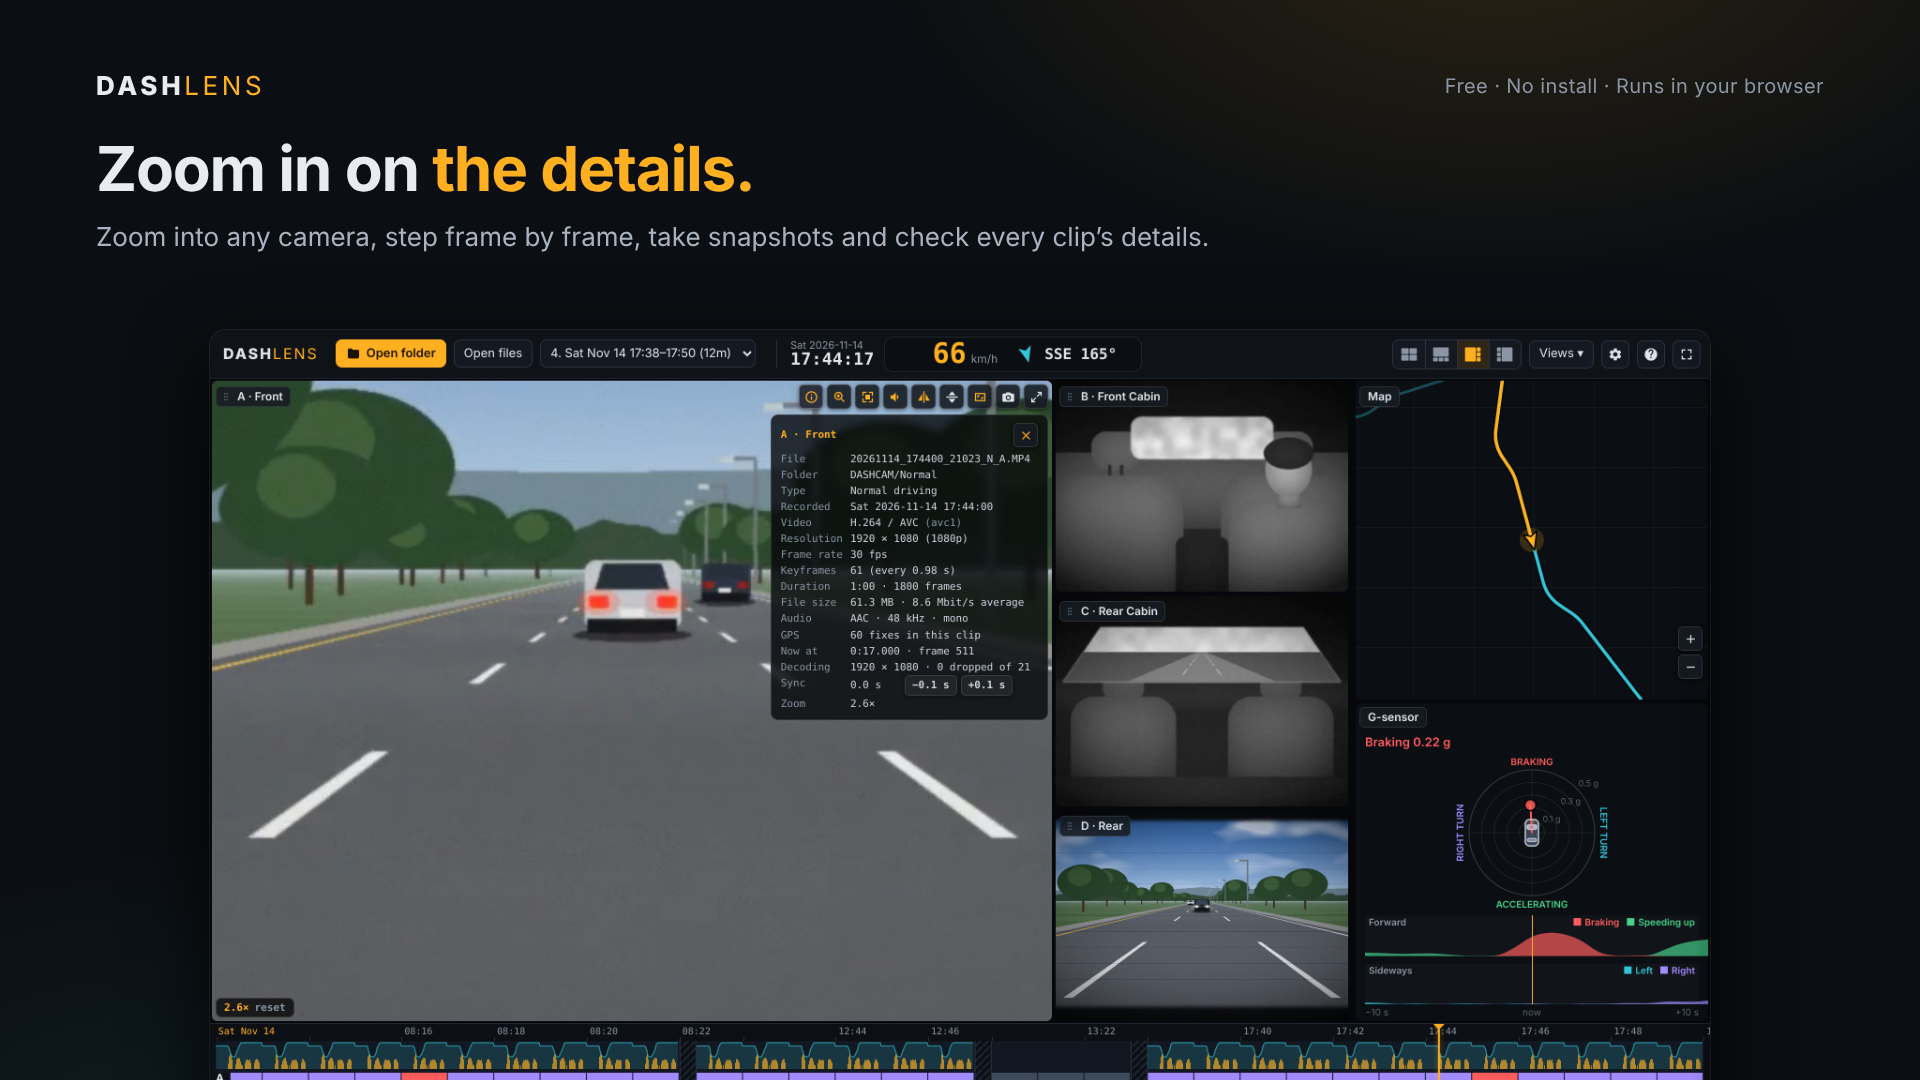 DASHLENS
Free · No install · Runs in your browser
Zoom in on the details.
Zoom into any camera, step frame by frame, take snapshots and check every clip’s details.
DASHLENS
Open folder
Open files
4. Sat Nov 14 17:38–17:50 (12m)
Sat 2026-11-14
17:44:17
66 km/h
SSE 165°
Views ▾
A · Front
A · Front
File 20261114_174400_21023_N_A.MP4
Folder DASHCAM/Normal
Type Normal driving
Recorded Sat 2026-11-14 17:44:00
Video H.264 / AVC (avc1)
Resolution 1920 × 1080 (1080p)
Frame rate 30 fps
Keyframes 61 (every 0.98 s)
Duration 1:00 · 1800 frames
File size 61.3 MB · 8.6 Mbit/s average
Audio AAC · 48 kHz · mono
GPS 60 fixes in this clip
Now at 0:17.000 · frame 511
Decoding 1920 × 1080 · 0 dropped of 21
Sync 0.0 s −0.1 s +0.1 s
Zoom 2.6×
2.6× reset
B · Front Cabin
C · Rear Cabin
D · Rear
Map
+
−
G-sensor
Braking 0.22 g
BRAKING
0.5 g
0.3 g
0.1 g
RIGHT TURN
LEFT TURN
ACCELERATING
Forward
Braking Speeding up
Sideways
Left Right
−10 s now +10 s
Sat Nov 14 08:16 08:18 08:20 08:22 12:44 12:46 13:22 17:40 17:42 17:44 17:46 17:48
A